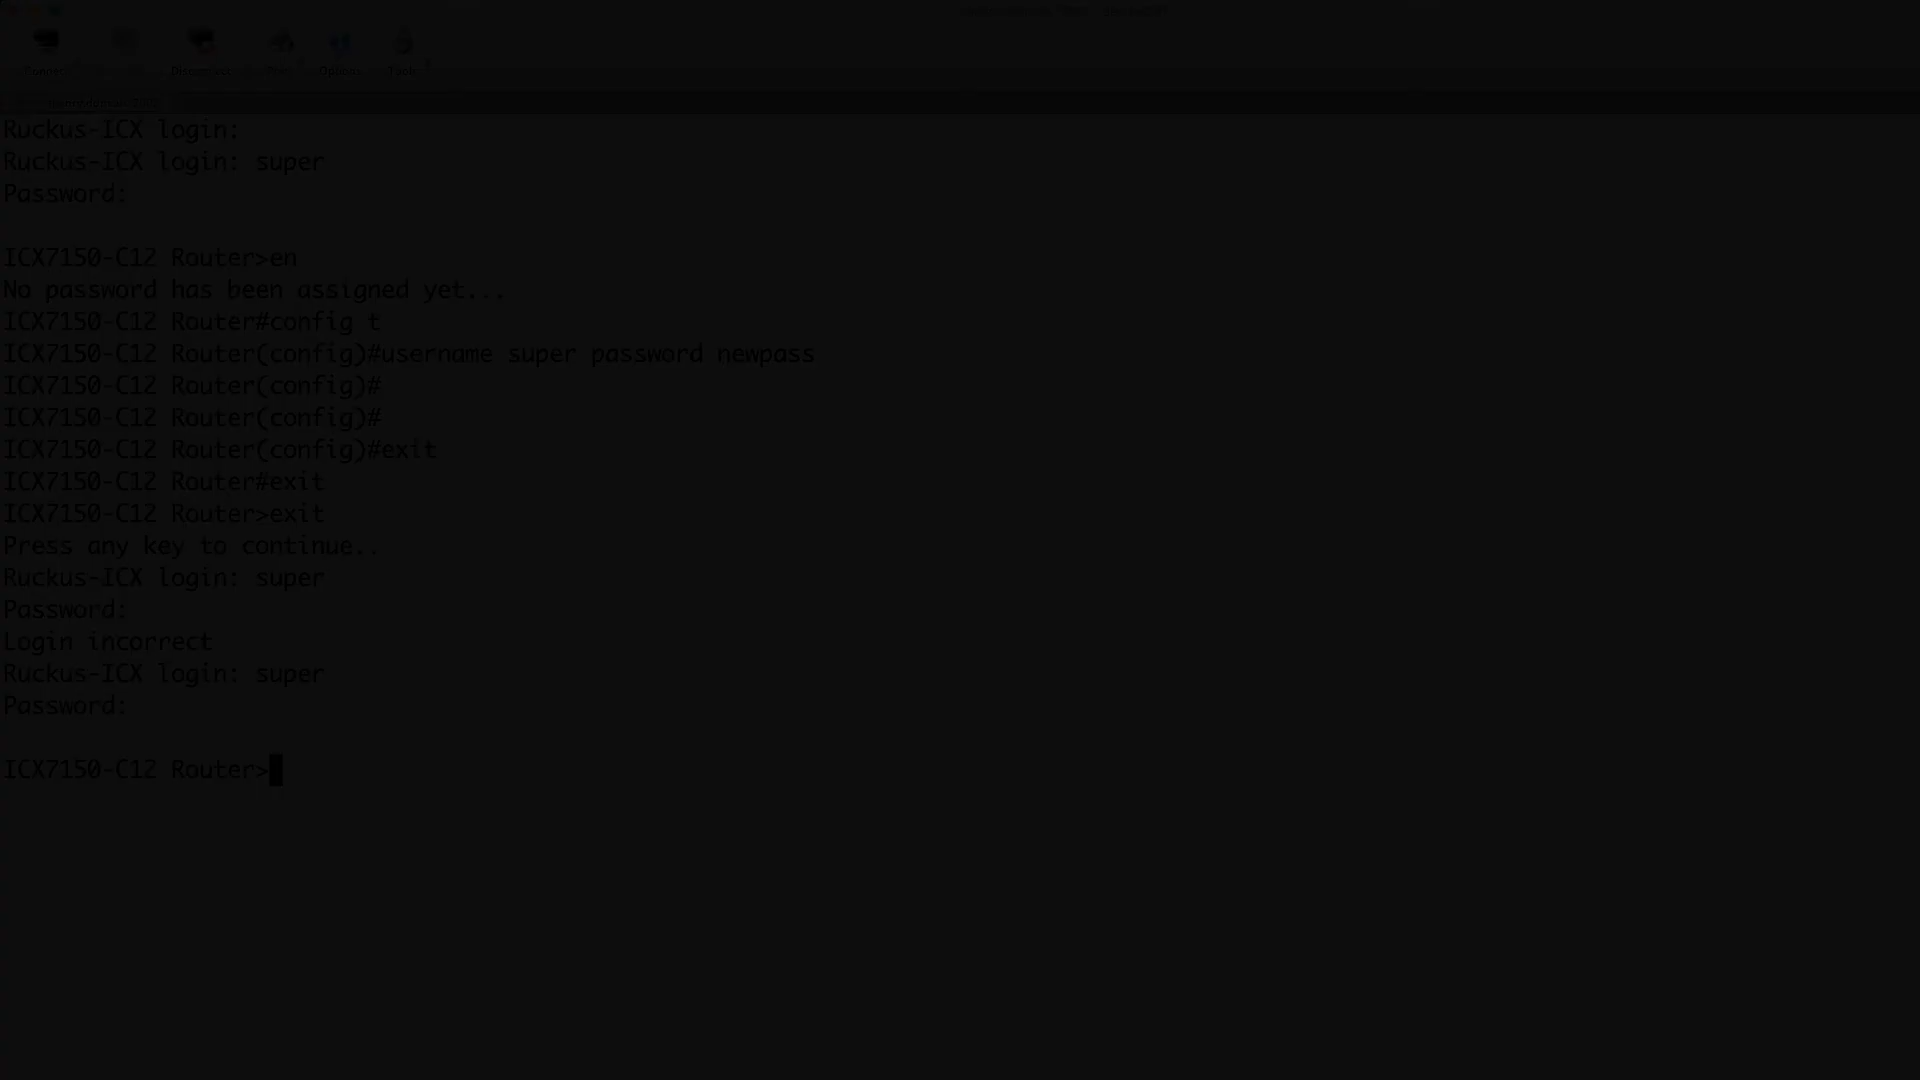 Disconnect
Options
Tools
Ruckus-ICX login:
Ruckus-ICX login: super
Password:
ICX7150-C12 Router>en
No password has been assigned yet...
ICX7150-C12 Router#config t
ICX7150-C12 Router(config)#username super password newpass
ICX7150-C12 Router(config)#
ICX7150-C12 Router(config)#
ICX7150-C12 Router(config)#exit
ICX7150-C12 Router#exit
ICX7150-C12 Router>exit
Press any key to continue..
Ruckus-ICX login: super
Password:
Login incorrect
Ruckus-ICX login: super
Password:
ICX7150-C12 Router>